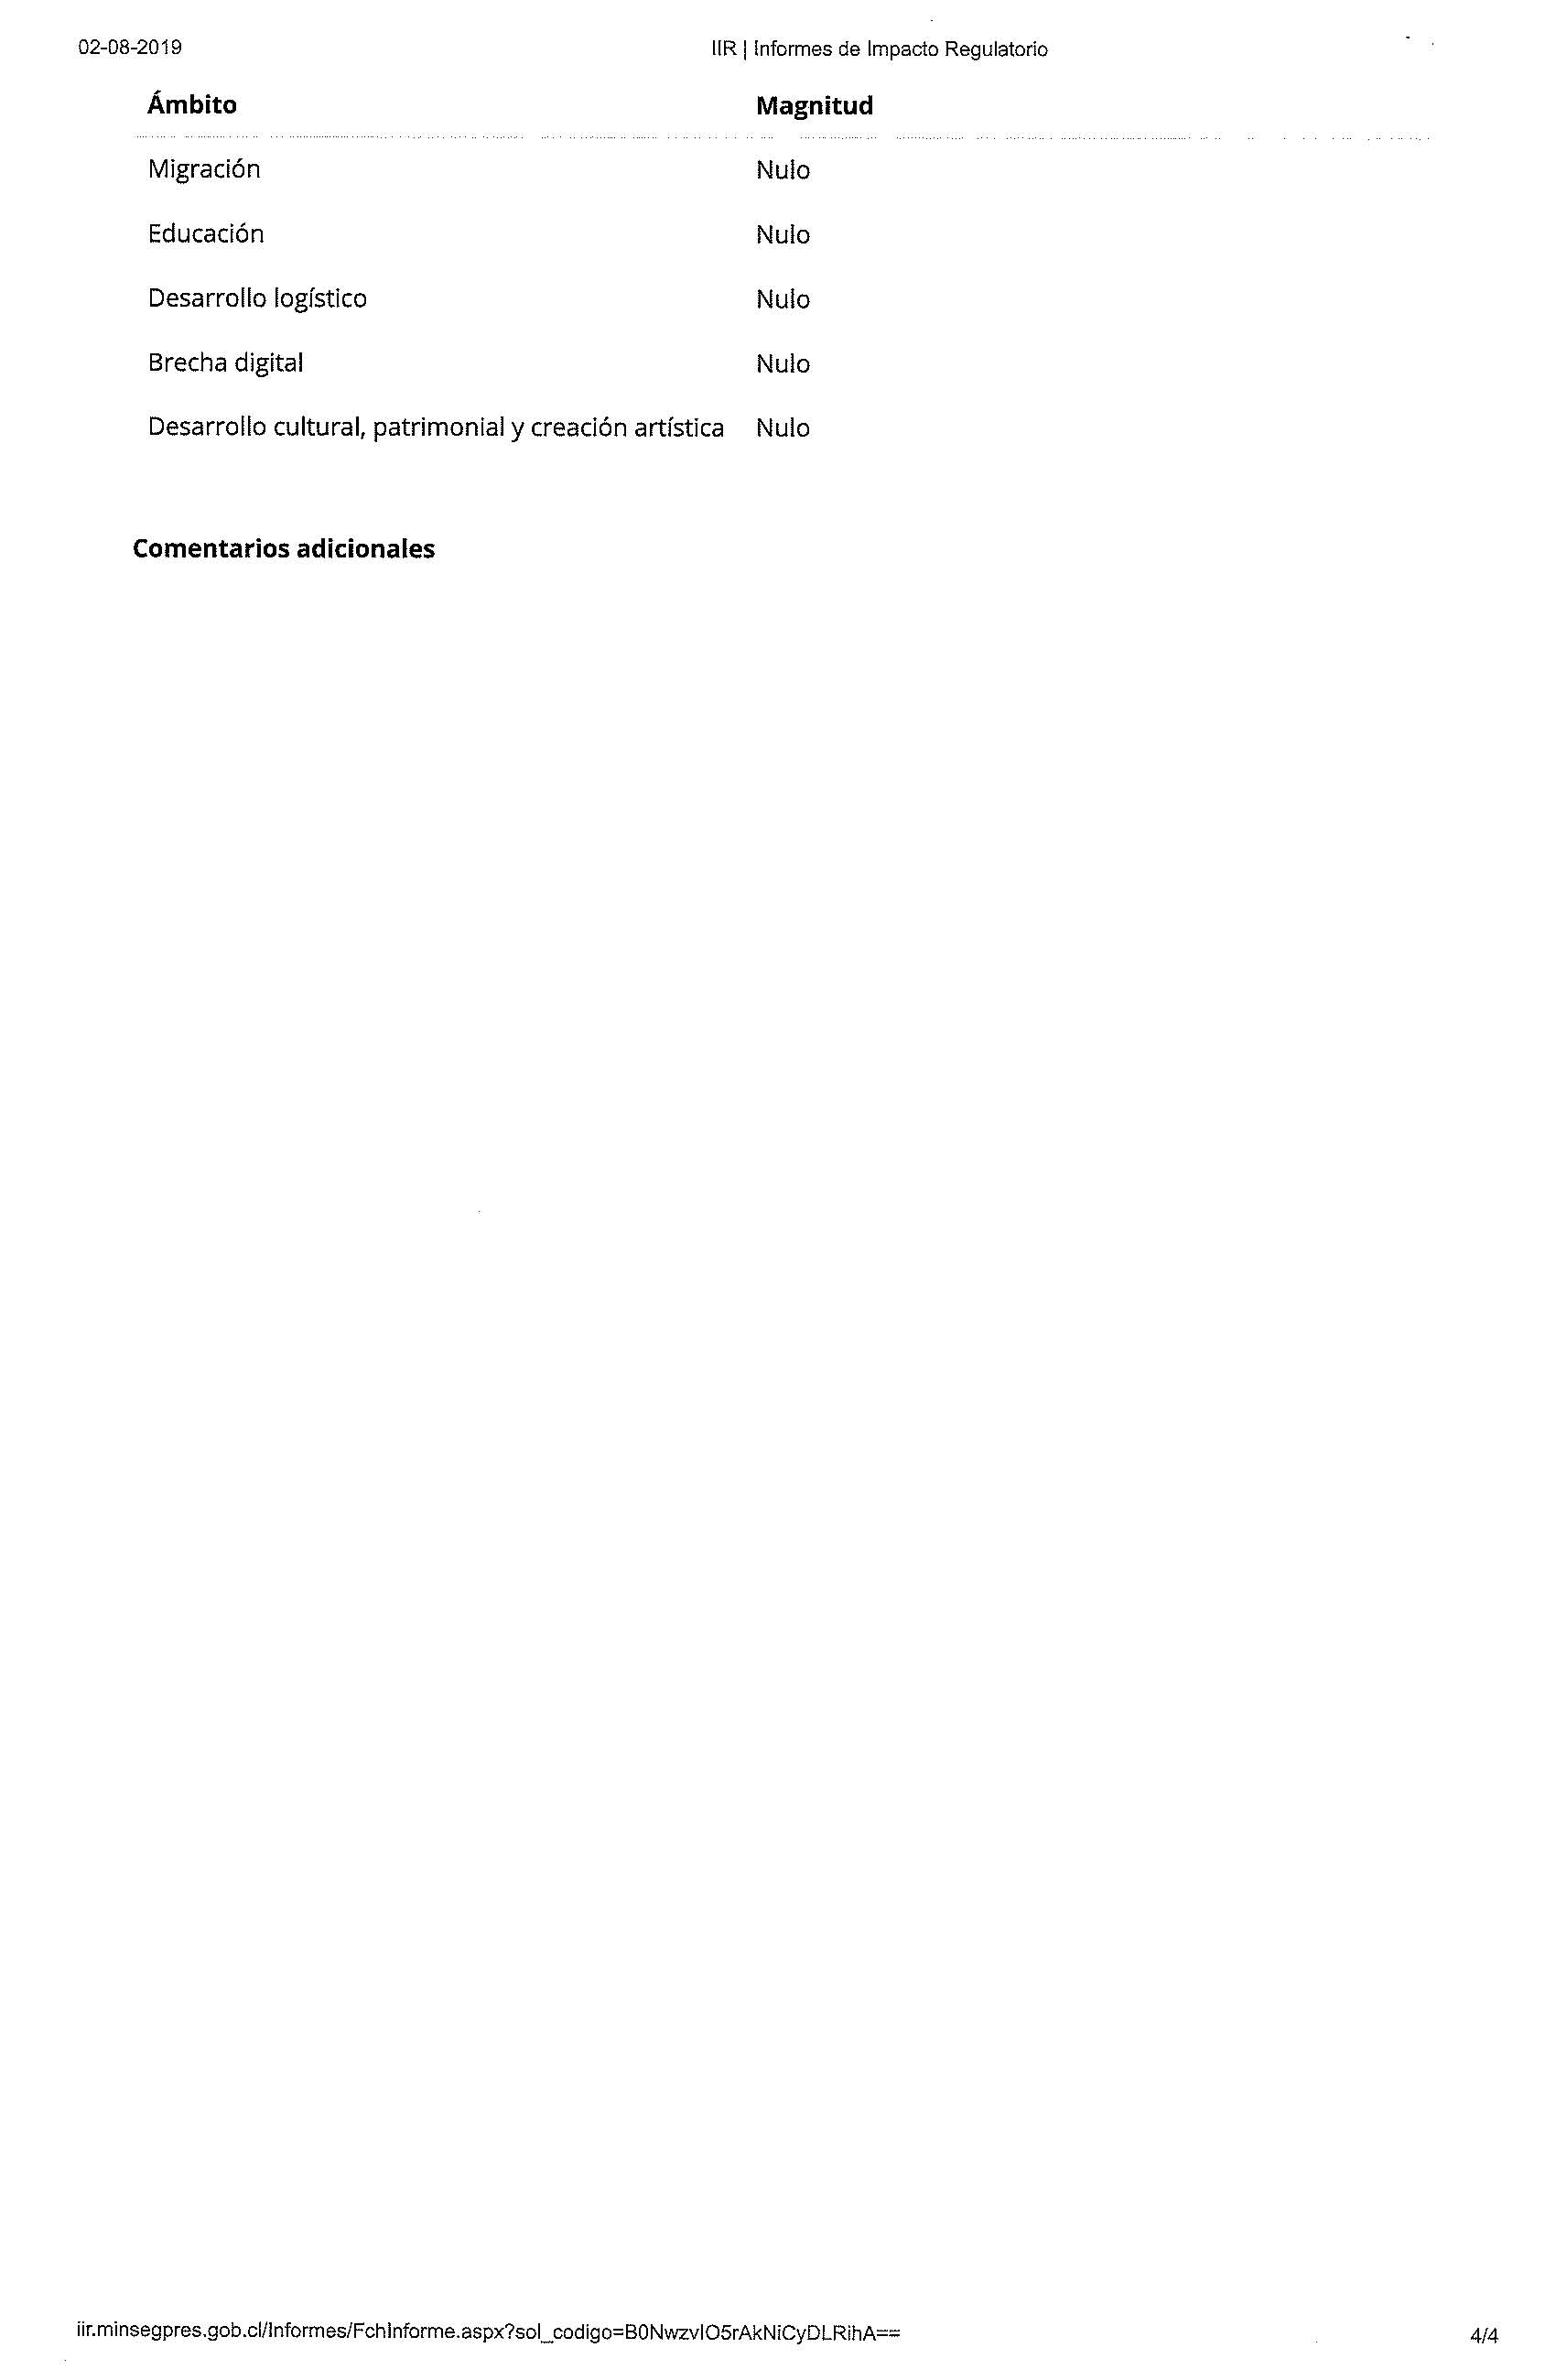 02-08-2019 IIR | Informes de Impacto Regulatorio
Ámbito Magnitud
Migración Nulo
Educación Nulo
Desarrollo logístico Nulo
Brecha digital Nulo
Desarrollo cultural, patrimonial y creación artística Nulo
Comentarios adicionales
iir.minsegpres.gob.cl/Informes/FchInforme.aspx?sol_codigo=B0NwzvIO5rAkNiCyDLRihA== 4/4